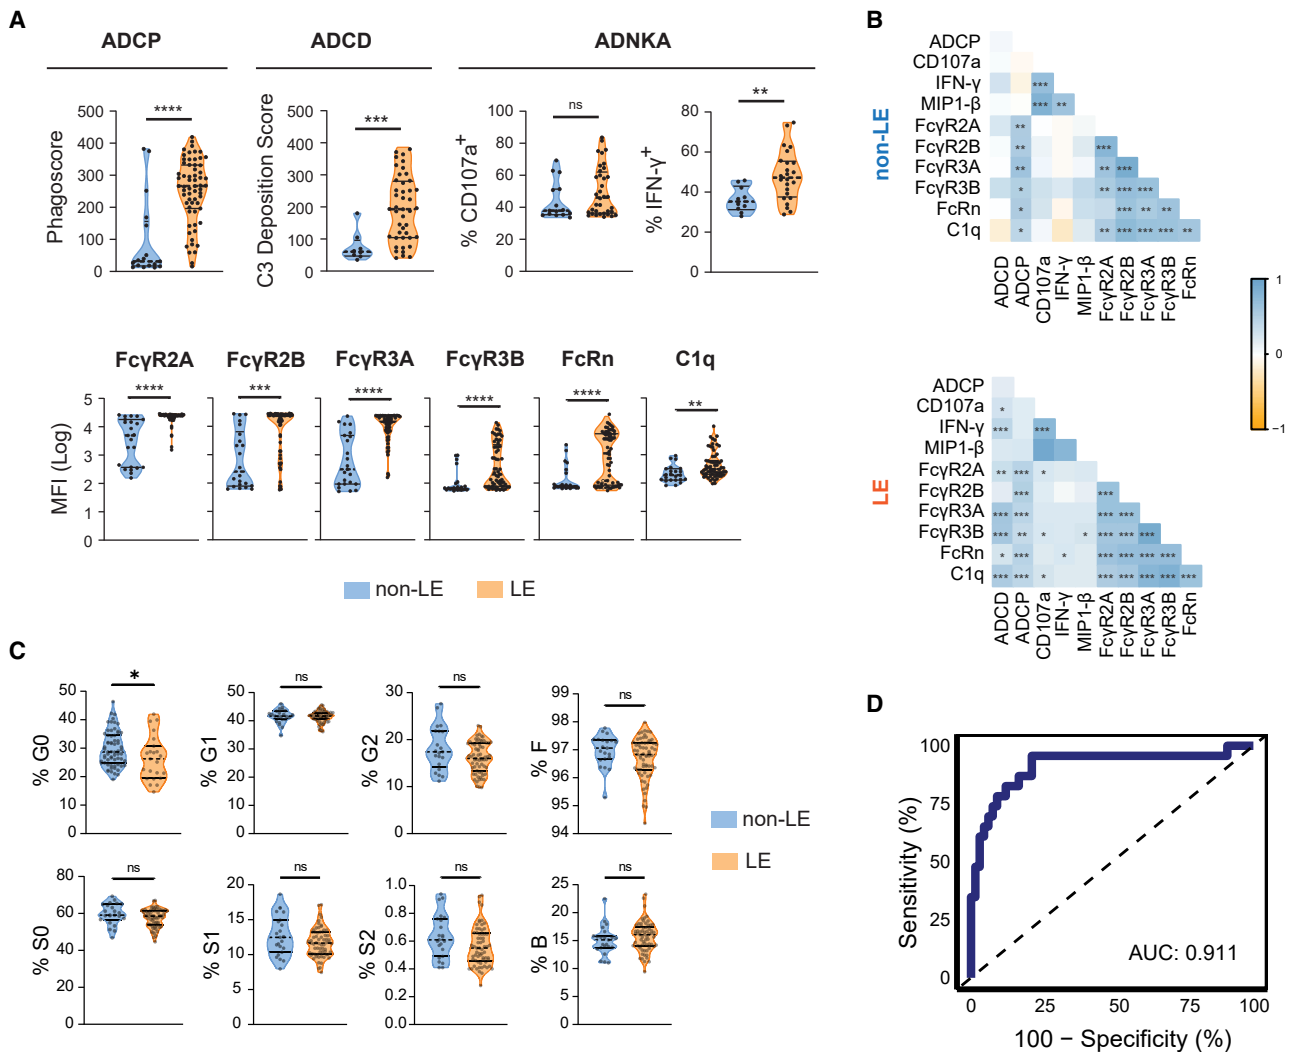 A
ADCP
ADCD
ADNKA
Phagoscore
500
400
300
200
100
0
****
C3 Deposition Score
500
400
300
200
100
0
***
% CD107a+
100
80
60
40
20
0
ns
% IFN-γ+
80
60
40
20
0
**
FcγR2A
FcγR2B
FcγR3A
FcγR3B
FcRn
C1q
****
***
****
****
****
**
MFI (Log)
5
4
3
2
1
0
non-LE
LE
B
non-LE
ADCP
CD107a
IFN-γ
***
MIP1-β
*** **
FcγR2A
**
FcγR2B
** ***
FcγR3A
** ** ***
FcγR3B
* ** *** ***
FcRn
* *** ** **
C1q
* ** *** *** *** **
ADCD
ADCP
CD107a
IFN-γ
MIP1-β
FcγR2A
FcγR2B
FcγR3A
FcγR3B
FcRn
1
0
−1
LE
ADCP
CD107a
*
IFN-γ
*** ***
MIP1-β
FcγR2A
** *** *
FcγR2B
*** ***
FcγR3A
*** *** *** ***
FcγR3B
*** ** * * *** *** ***
FcRn
* *** * *** *** *** ***
C1q
*** *** * *** *** *** *** ***
ADCD
ADCP
CD107a
IFN-γ
MIP1-β
FcγR2A
FcγR2B
FcγR3A
FcγR3B
FcRn
C
% G0
50
40
30
20
10
0
*
% G1
50
40
30
20
10
0
ns
% G2
30
20
10
0
ns
% F
99
98
97
96
95
94
ns
% S0
80
60
40
20
0
ns
% S1
20
15
10
5
0
ns
% S2
1.0
0.8
0.6
0.4
0.2
0.0
ns
% B
25
20
15
10
5
0
ns
non-LE
LE
D
Sensitivity (%)
100
75
50
25
0
AUC: 0.911
0 25 50 75 100
100 − Specificity (%)